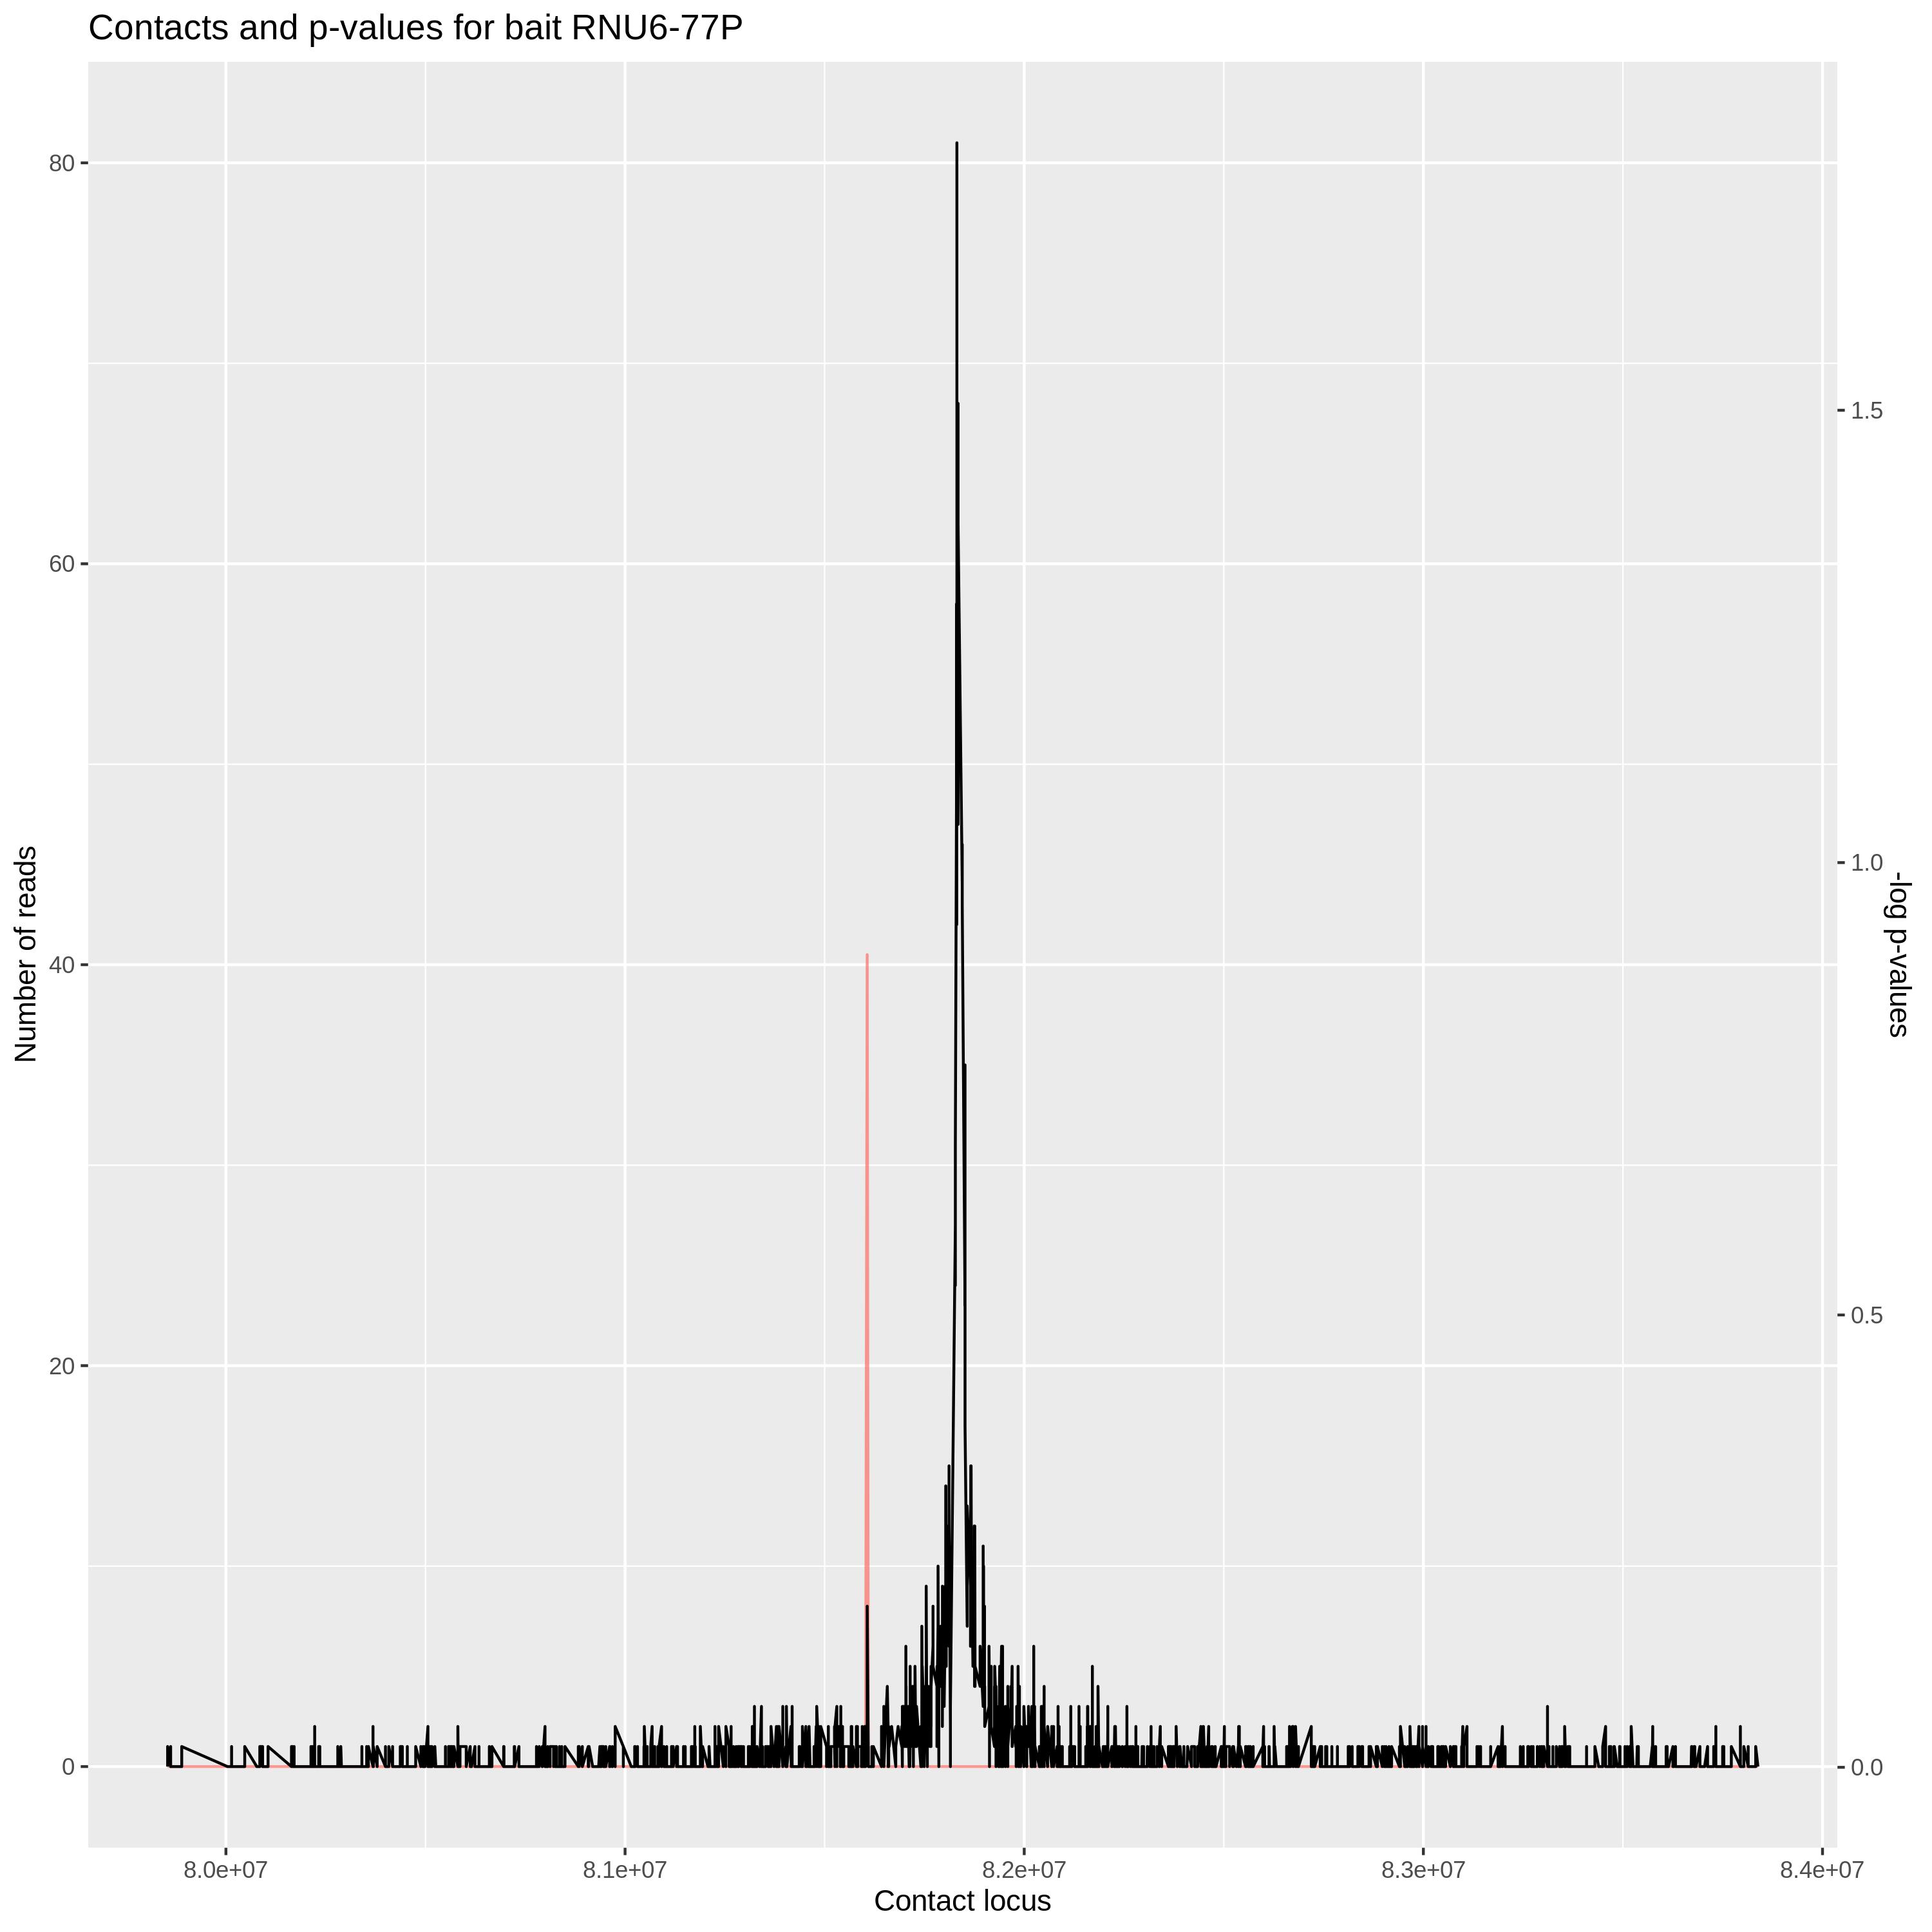 Contacts and p-values for bait RNU6-77P
80
60
40
20
0
Number of reads
1.5
1.0
0.5
0.0
-log p-values
8.0e+07 8.1e+07 8.2e+07 8.3e+07 8.4e+07
Contact locus